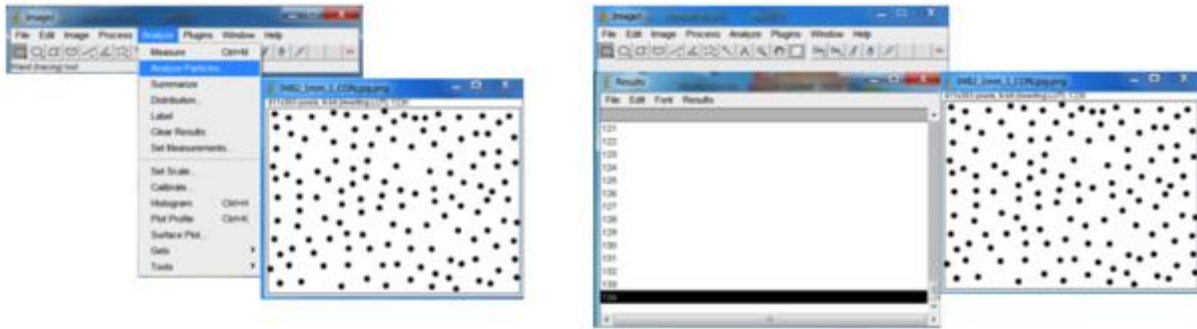 ImageJ
File Edit Image Process Analyze Plugins Window Help
Measure Ctrl+M
Analyze Particles...
Summarize
Distribution...
Label
Clear Results
Set Measurements...
Set Scale...
Calibrate...
Histogram Ctrl+H
Plot Profile Ctrl+K
Surface Plot...
Gels
Tools
ImageJ
File Edit Image Process Analyze Plugins Window Help
Results
File Edit Font Results
121
122
123
124
125
126
127
128
129
130
131
132
133
134